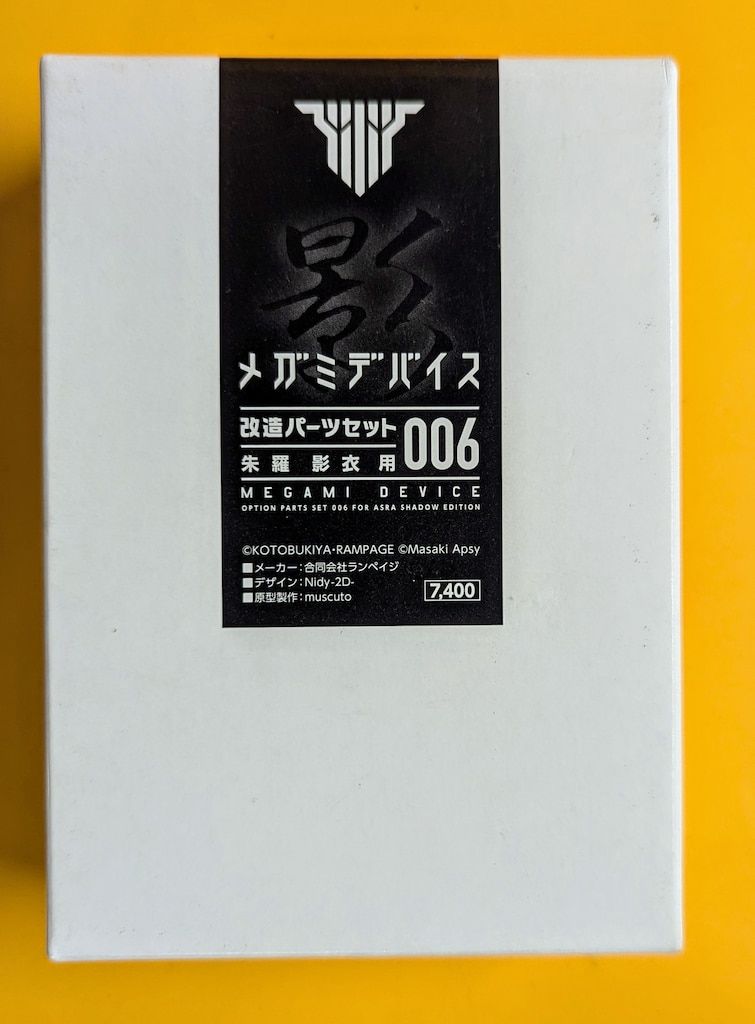 影
メガミデバイス
改造パーツセット 006
朱羅 影衣 用
MEGAMI DEVICE
OPTION PARTS SET 006 FOR ASRA SHADOW EDITION
©KOTOBUKIYA・RAMPAGE ©Masaki Apsy
■メーカー：合同会社ランペイジ
■デザイン：Nidy-2D-
■原型製作：muscuto
7,400